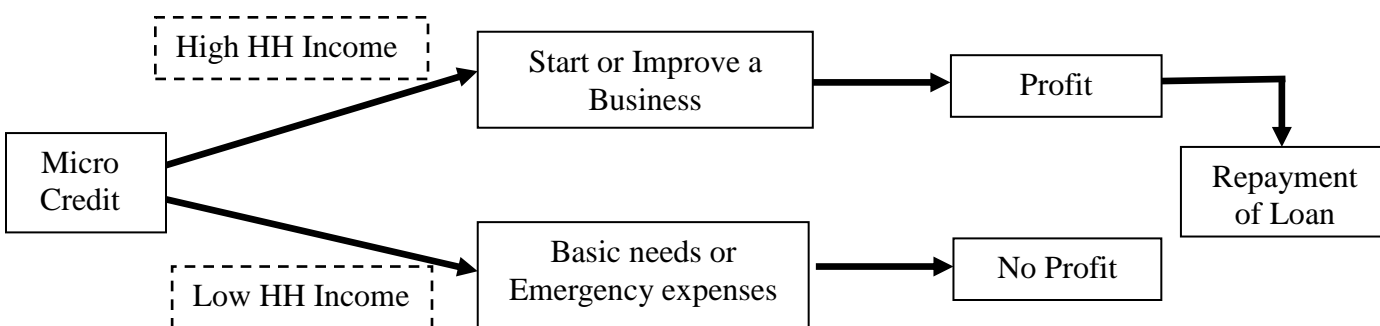 High HH Income
Start or Improve a
Business
Profit
Micro
Credit
Repayment
of Loan
Basic needs or
Emergency expenses
No Profit
Low HH Income